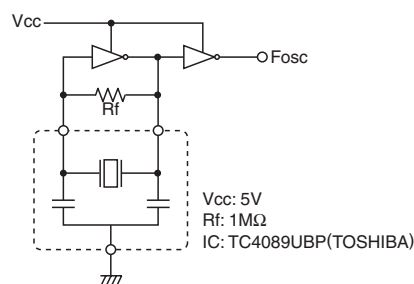 Vcc
Fosc
Rf
Vcc: 5V
Rf: 1MΩ
IC: TC4089UBP(TOSHIBA)